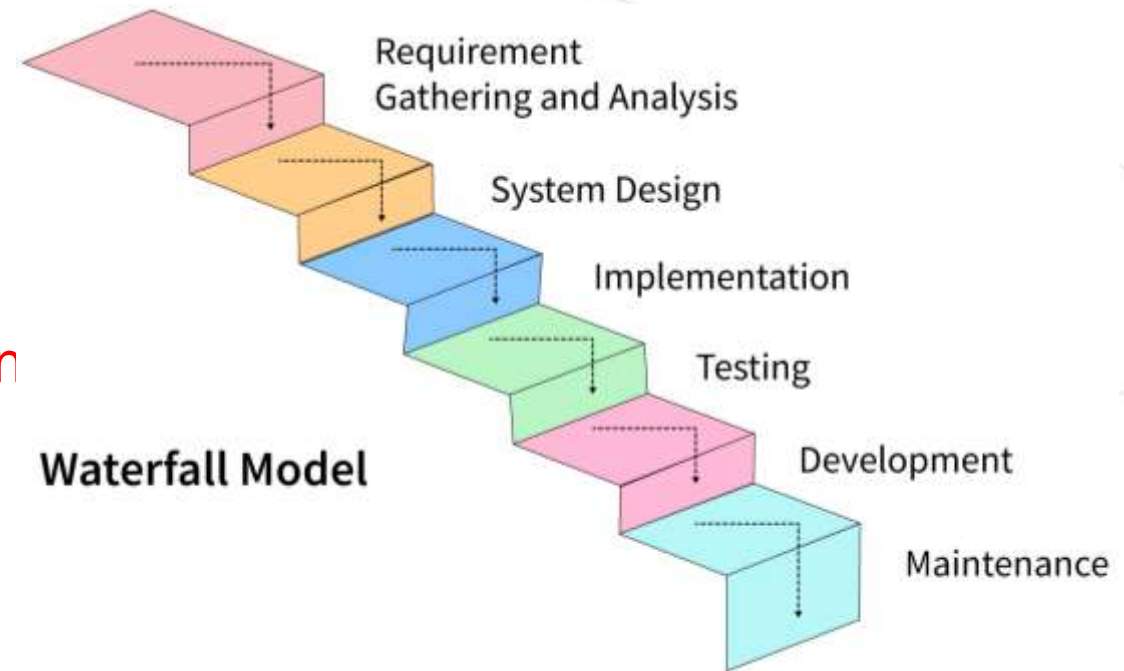 Requirement
Gathering and Analysis
System Design
Implementation
Testing
Waterfall Model
Development
Maintenance